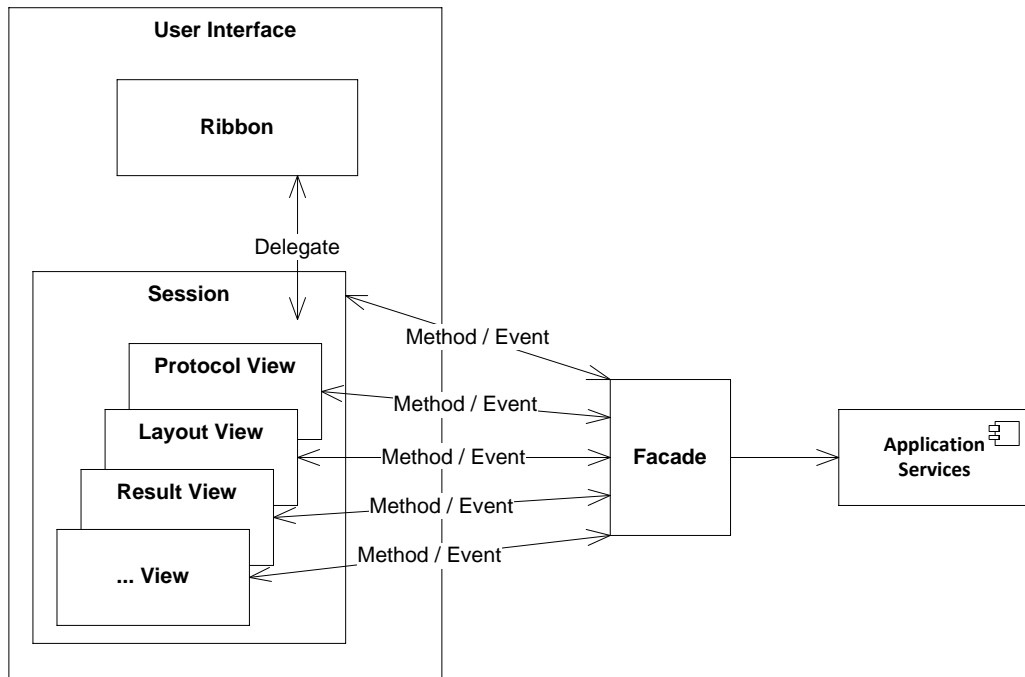 User Interface
Ribbon
Delegate
Session
Method / Event
Protocol View
Method / Event
Layout View
Method / Event
Facade
Application
Services
Result View
Method / Event
Method / Event
... View